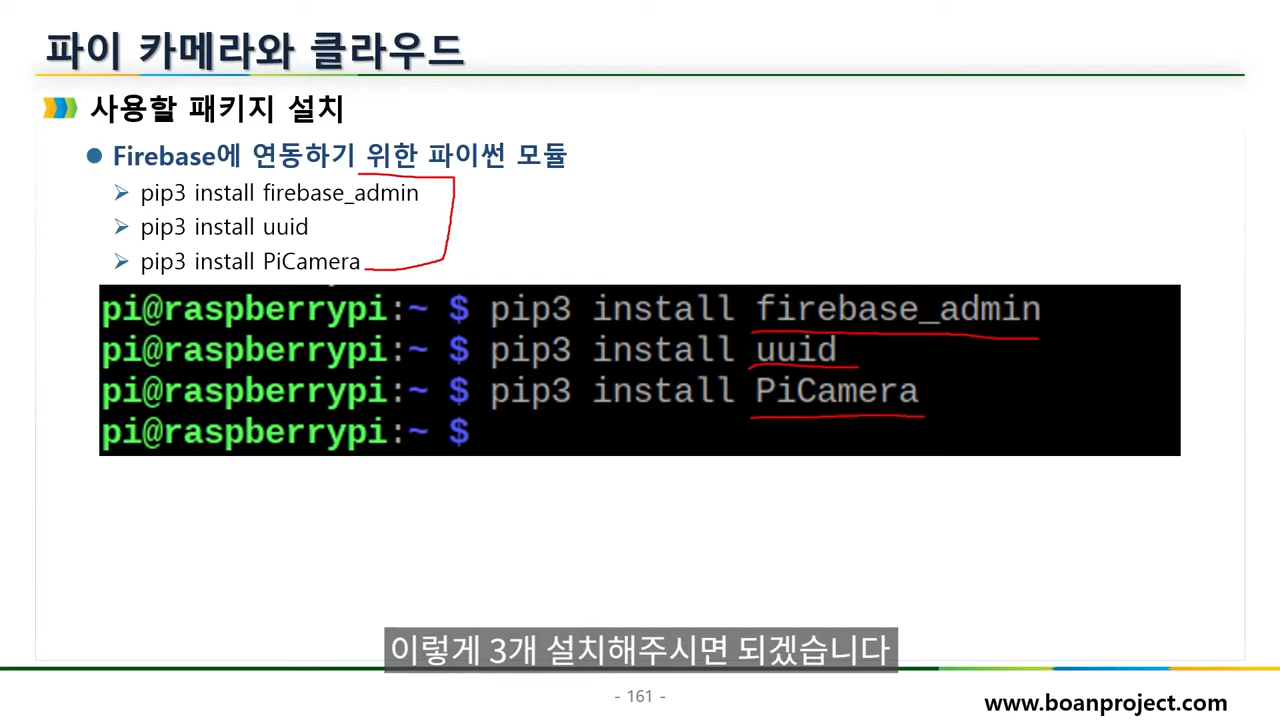 파이 카메라와 클라우드
사용할 패키지 설치
Firebase에 연동하기 위한 파이썬 모듈
pip3 install firebase_admin
pip3 install uuid
pip3 install PiCamera
pi@raspberrypi:~ $ pip3 install firebase_admin
pi@raspberrypi:~ $ pip3 install uuid
pi@raspberrypi:~ $ pip3 install PiCamera
pi@raspberrypi:~ $
이렇게 3개 설치해주시면 되겠습니다
- 161 -
www.boanproject.com